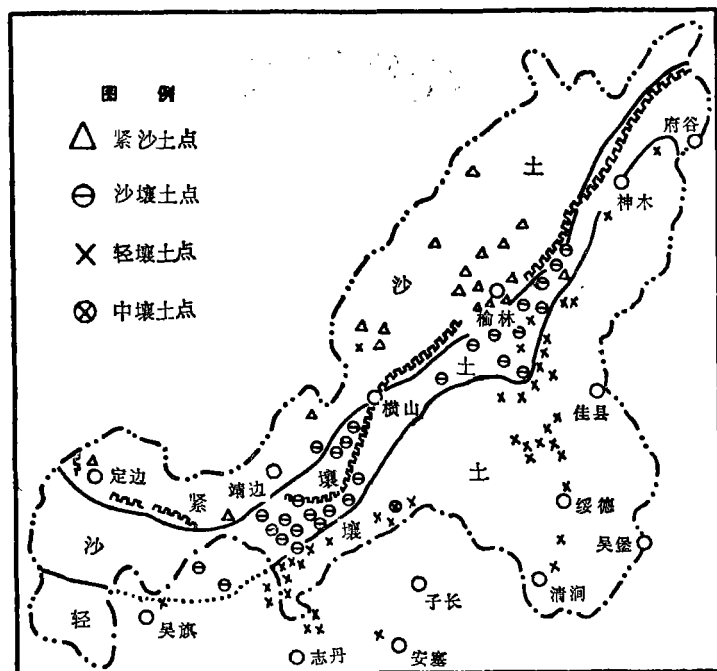 图 例
紧沙土点
沙壤土点
轻壤土点
中壤土点
土
府谷
神木
沙
榆林
土
横山
佳县
定边
紧
靖边
壤
土
绥德
沙
壤
吴堡
子长
清涧
轻
吴旗
志丹
安塞